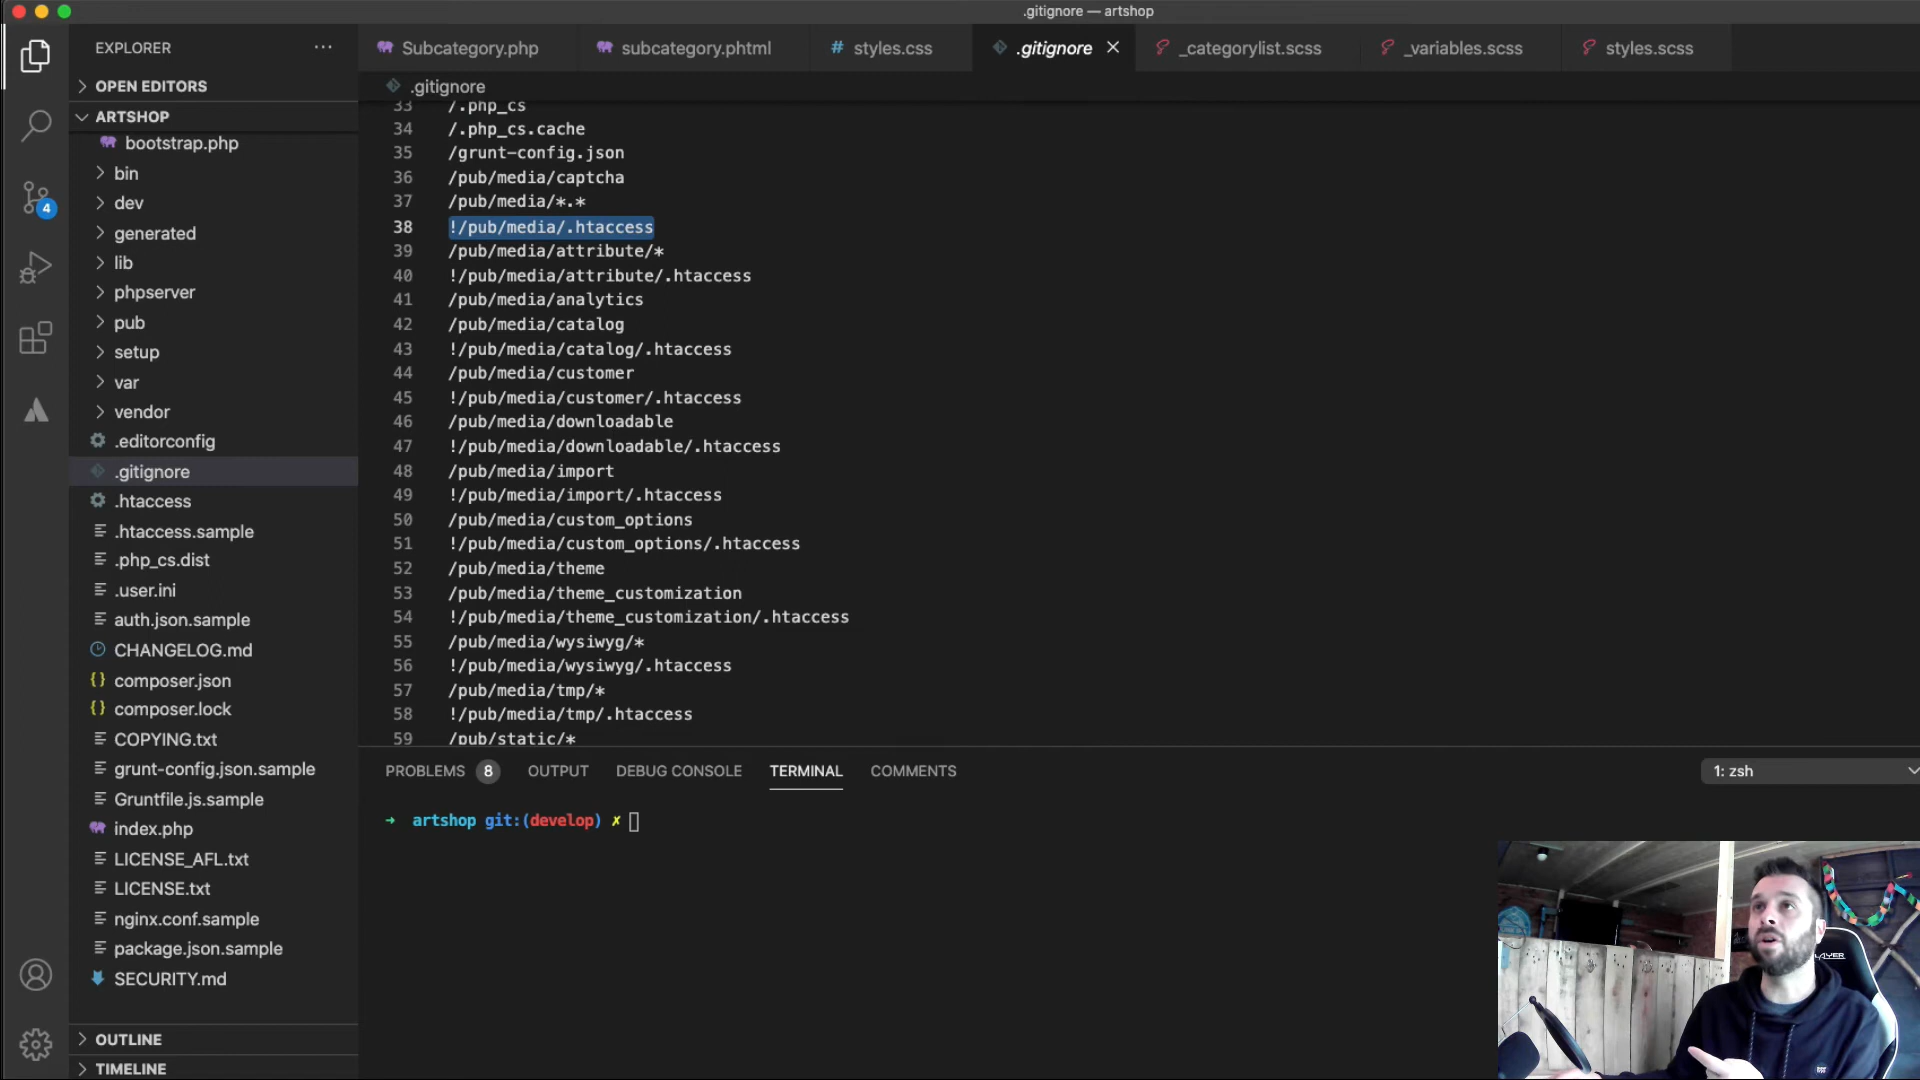 .gitignore — artshop
EXPLORER
OPEN EDITORS
ARTSHOP
bootstrap.php
bin
dev
generated
lib
phpserver
pub
setup
var
vendor
.editorconfig
.gitignore
.htaccess
.htaccess.sample
.php_cs.dist
.user.ini
auth.json.sample
CHANGELOG.md
composer.json
composer.lock
COPYING.txt
grunt-config.json.sample
Gruntfile.js.sample
index.php
LICENSE_AFL.txt
LICENSE.txt
nginx.conf.sample
package.json.sample
SECURITY.md
OUTLINE
TIMELINE
4
Subcategory.php subcategory.phtml styles.css .gitignore _categorylist.scss _variables.scss styles.scss
.gitignore
33 /.php_cs
34 /.php_cs.cache
35 /grunt-config.json
36 /pub/media/captcha
37 /pub/media/*.*
38 !/pub/media/.htaccess
39 /pub/media/attribute/*
40 !/pub/media/attribute/.htaccess
41 /pub/media/analytics
42 /pub/media/catalog
43 !/pub/media/catalog/.htaccess
44 /pub/media/customer
45 !/pub/media/customer/.htaccess
46 /pub/media/downloadable
47 !/pub/media/downloadable/.htaccess
48 /pub/media/import
49 !/pub/media/import/.htaccess
50 /pub/media/custom_options
51 !/pub/media/custom_options/.htaccess
52 /pub/media/theme
53 /pub/media/theme_customization
54 !/pub/media/theme_customization/.htaccess
55 /pub/media/wysiwyg/*
56 !/pub/media/wysiwyg/.htaccess
57 /pub/media/tmp/*
58 !/pub/media/tmp/.htaccess
59 /pub/static/*
PROBLEMS 8 OUTPUT DEBUG CONSOLE TERMINAL COMMENTS 1: zsh
→ artshop git:(develop) ✗